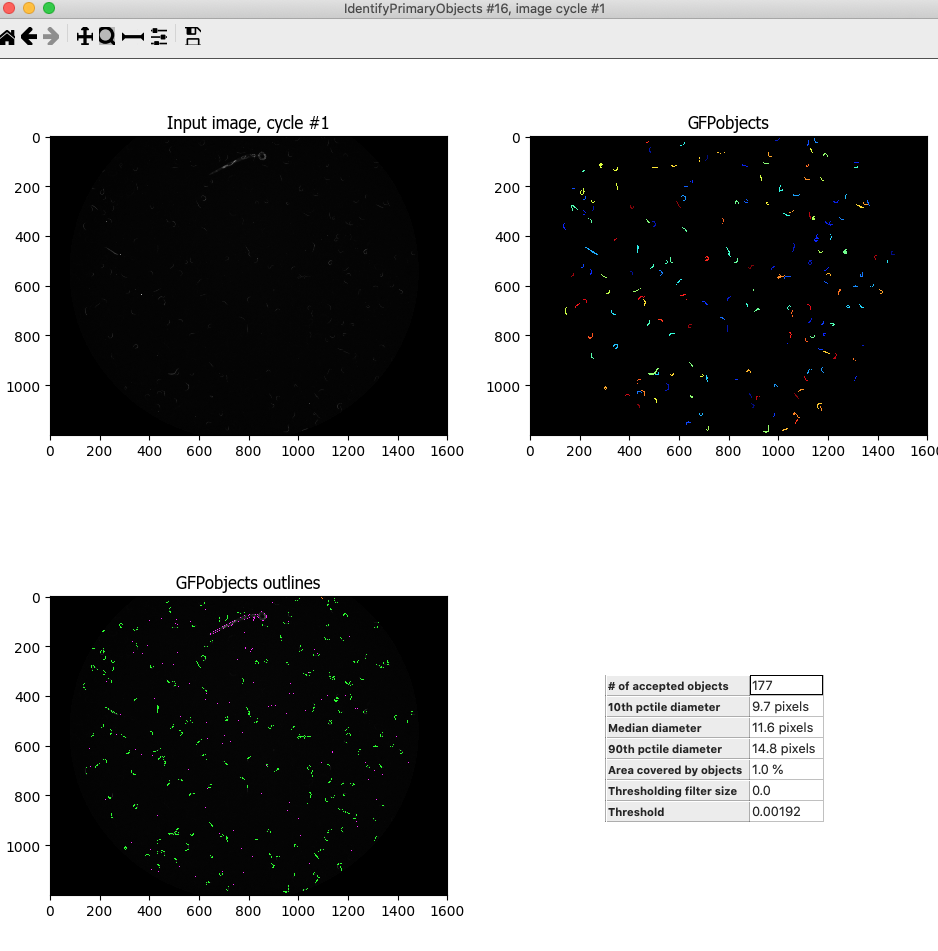 IdentifyPrimaryObjects #16, image cycle #1
Input image, cycle #1
0
200
400
600
800
1000
0 200 400 600 800 1000 1200 1400 1600
GFPobjects
0
200
400
600
800
1000
0 200 400 600 800 1000 1200 1400 160
GFPobjects outlines
0
200
400
600
800
1000
0 200 400 600 800 1000 1200 1400 1600
# of accepted objects 177
10th pctile diameter 9.7 pixels
Median diameter 11.6 pixels
90th pctile diameter 14.8 pixels
Area covered by objects 1.0 %
Thresholding filter size 0.0
Threshold 0.00192